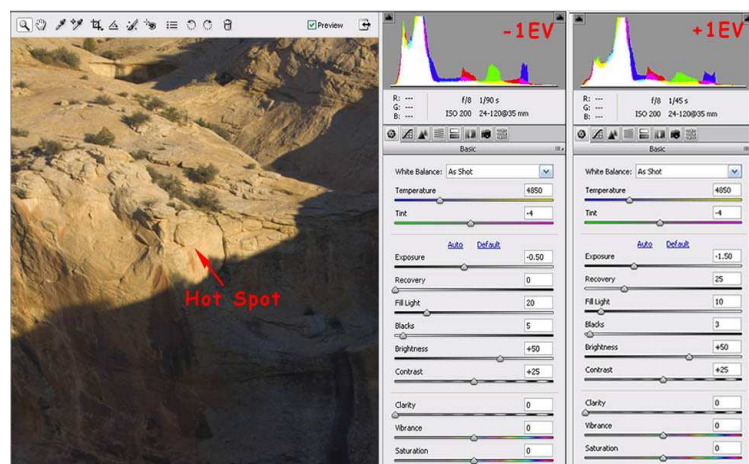 Preview
Hot Spot
-1EV
R: ---
G: ---
B: ---
f/8 1/90 s
ISO 200 24-120@35 mm
Basic
White Balance: As Shot
Temperature 4850
Tint -4
Auto Default
Exposure -0.50
Recovery 0
Fill Light 20
Blacks 5
Brightness +50
Contrast +25
Clarity 0
Vibrance 0
Saturation 0
+1EV
R: ---
G: ---
B: ---
f/8 1/45 s
ISO 200 24-120@35 mm
Basic
White Balance: As Shot
Temperature 4850
Tint -4
Auto Default
Exposure -1.50
Recovery 25
Fill Light 10
Blacks 3
Brightness +50
Contrast +25
Clarity 0
Vibrance 0
Saturation 0